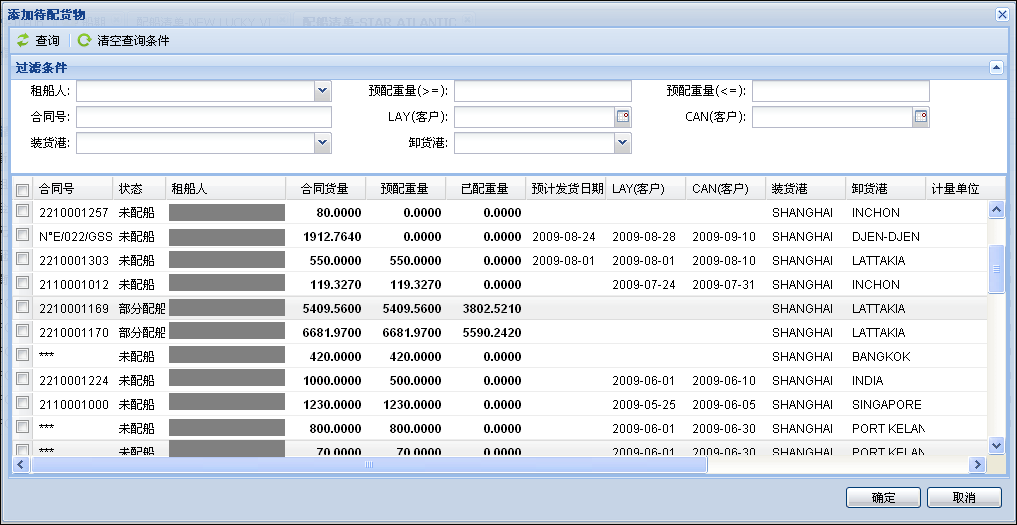 添加待配货物
查询 清空查询条件
过滤条件
租船人: 预配重量(>=): 预配重量(<=):
合同号: LAY(客户): CAN(客户):
装货港: 卸货港:
合同号 状态 租船人 合同货量 预配重量 已配重量 预计发货日期 LAY(客户) CAN(客户) 装货港 卸货港 计量单位
2210001257 未配船 80.0000 0.0000 0.0000 SHANGHAI INCHON
N°E/022/GSS 未配船 1912.7640 0.0000 0.0000 2009-08-24 2009-08-28 2009-09-10 SHANGHAI DJEN-DJEN
2210001303 未配船 550.0000 550.0000 0.0000 2009-08-01 2009-08-01 2009-08-10 SHANGHAI LATTAKIA
2110001012 未配船 119.3270 119.3270 0.0000 2009-07-24 2009-07-31 SHANGHAI INCHON
2210001169 部分配船 5409.5600 5409.5600 3802.5210 SHANGHAI LATTAKIA
2210001170 部分配船 6681.9700 6681.9700 5590.2420 SHANGHAI LATTAKIA
*** 未配船 420.0000 420.0000 0.0000 SHANGHAI BANGKOK
2210001224 未配船 1000.0000 500.0000 0.0000 2009-06-01 2009-06-10 SHANGHAI INDIA
2110001000 未配船 1230.0000 1230.0000 0.0000 2009-05-25 2009-06-05 SHANGHAI SINGAPORE
*** 未配船 800.0000 800.0000 0.0000 2009-06-01 2009-06-30 SHANGHAI PORT KELAN
*** 未配船 70.0000 70.0000 0.0000 2009-06-01 2009-06-30 SHANGHAI PORT KELAN
确定 取消